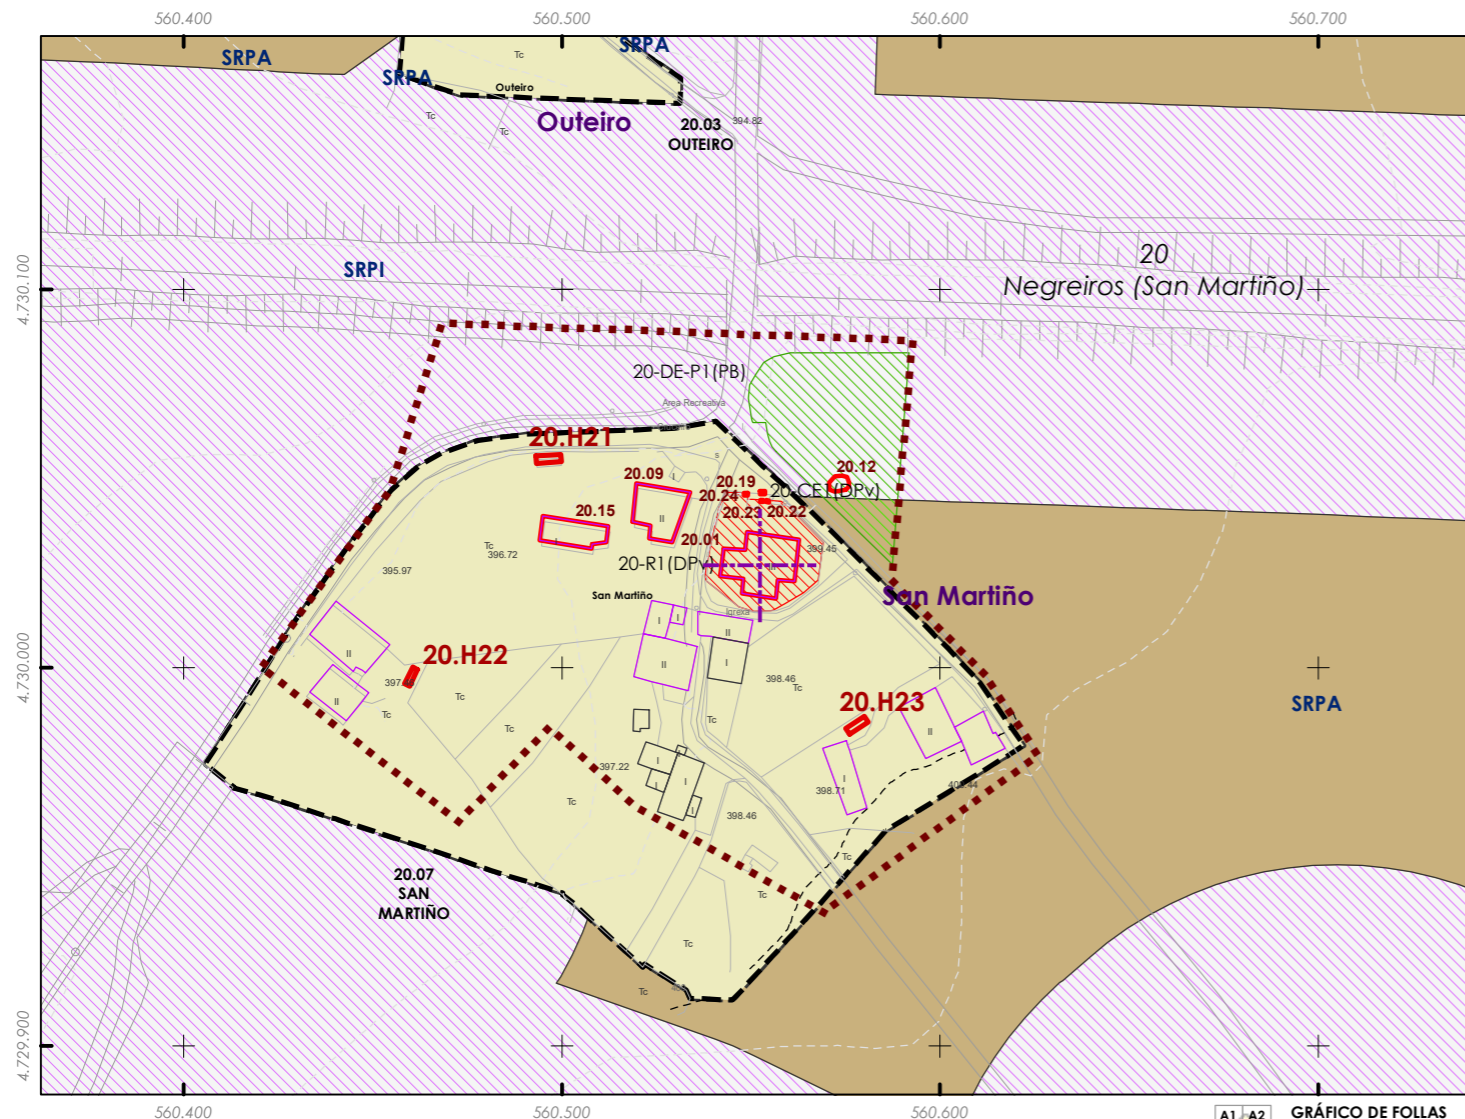 560.400
560.500
560.600
560.700
SRPA
SRPA
SRPA
Tc
Outeiro
Tc
Tc
Outeiro
20.03
OUTEIRO
394.82
4.730.100
SRPI
20
Negreiros (San Martiño)
20-DE-P1(PB)
Area Recreativa
20.H21
20.09
s
I
20.19
20.12
20-CE1(DPv)
20.24
20.23
20.22
20.15
II
20.01
Tc
396.72
I
399.45
395.97
20-R1(DPv)
San Martiño
San Martiño
Igrexa
I
I
II
II
20.H22
II
I
4.730.000
398.46
Tc
II
Tc
Tc
Tc
Tc
20.H23
SRPA
II
I
397.22
I
I
I
I
398.71
398.46
Tc
Tc
Tc
20.07
SAN
MARTIÑO
Tc
Tc
4.729.900
560.400
560.500
560.600
A1
A2
GRÁFICO DE FOLLAS